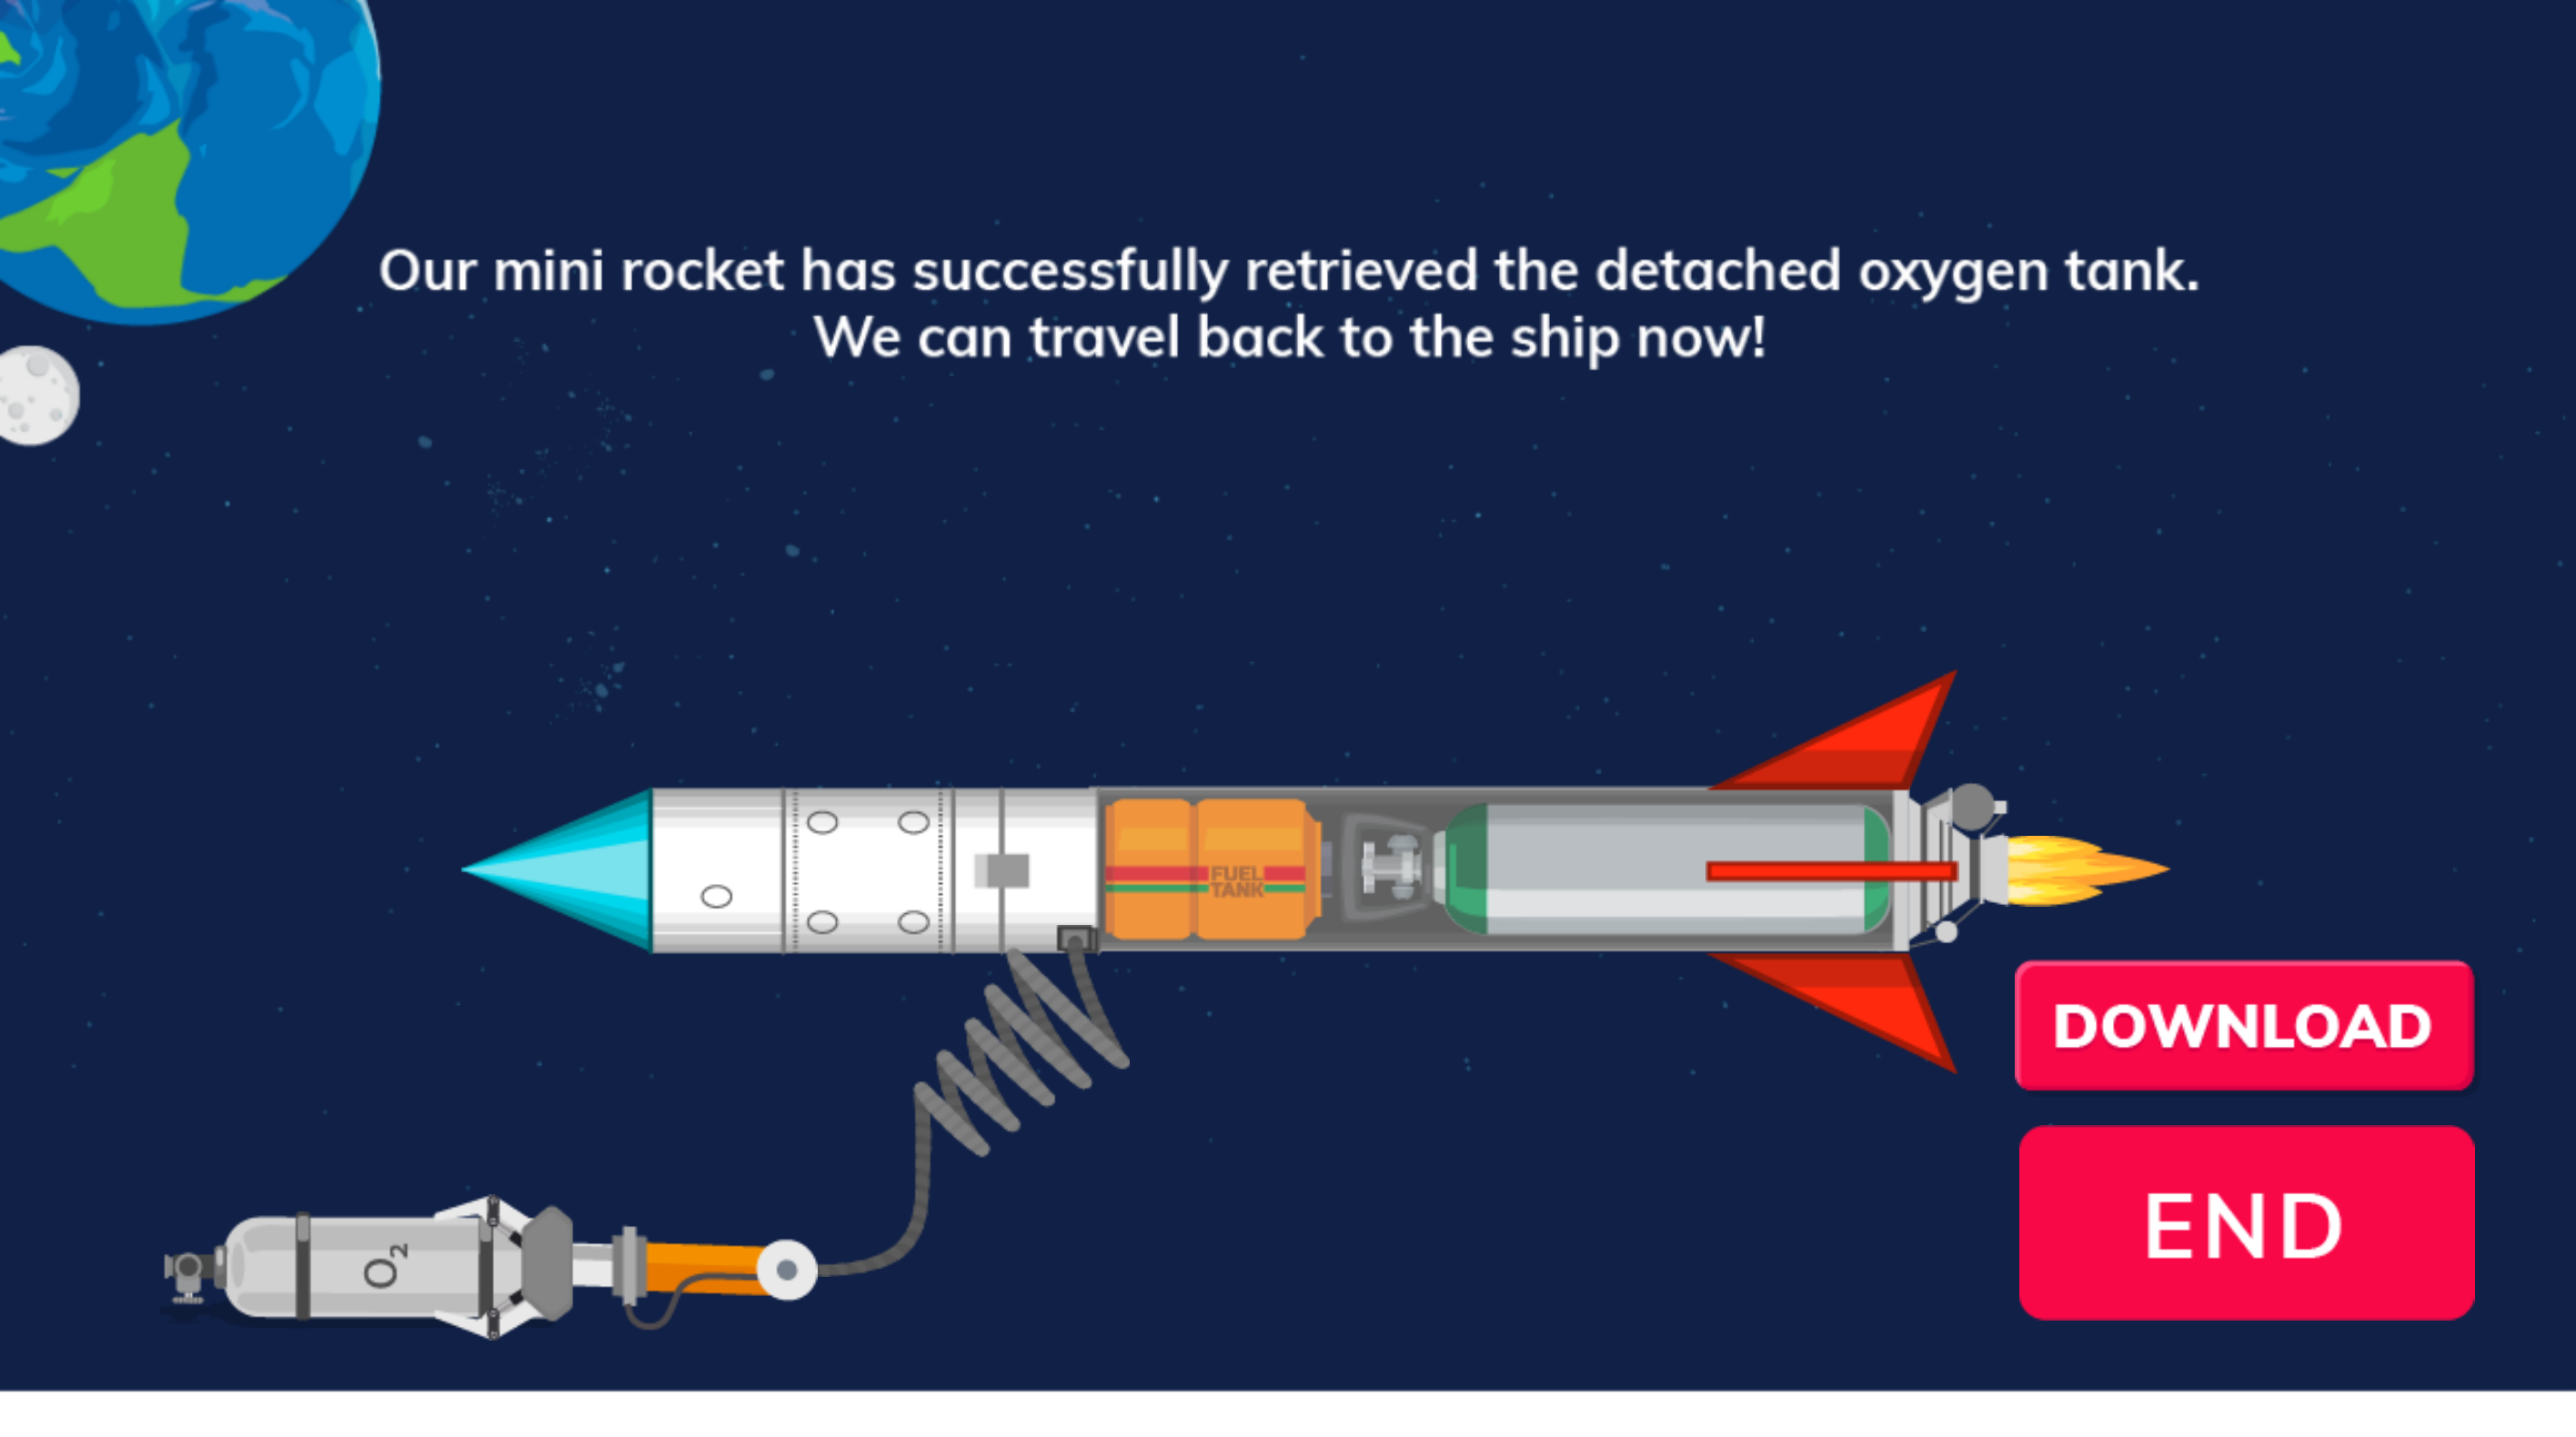 Our mini rocket has successfully retrieved the detached oxygen tank.
We can travel back to the ship now!
FUEL
TANK
DOWNLOAD
END
O₂